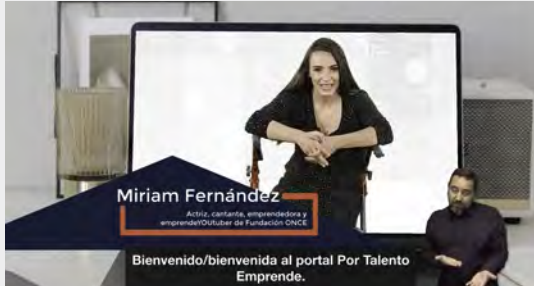 Miriam Fernández
Actriz, cantante, emprendedora y
emprendeYOUtuber de Fundación ONCE
Bienvenido/bienvenida al portal Por Talento
Emprende.